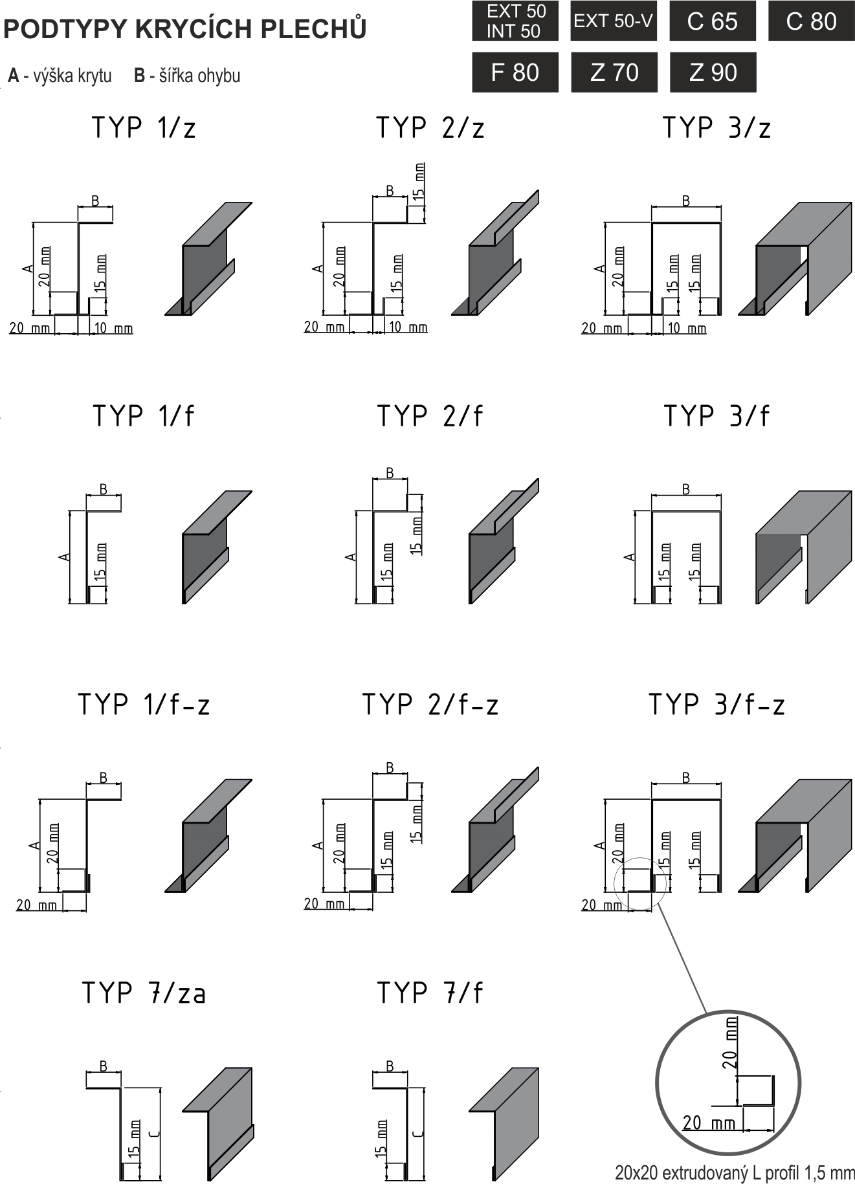 PODTYPY KRYCÍCH PLECHŮ
EXT 50
INT 50
EXT 50-V
C 65
C 80
A - výška krytu B - šířka ohybu
F 80
Z 70
Z 90
TYP 1/z
B
A
20 mm
15 mm
20 mm
10 mm
TYP 2/z
B
15 mm
A
20 mm
15 mm
20 mm
10 mm
TYP 3/z
B
A
20 mm
15 mm
15 mm
20 mm
10 mm
TYP 1/f
B
A
15 mm
TYP 2/f
B
15 mm
A
15 mm
TYP 3/f
B
A
15 mm
15 mm
TYP 1/f-z
B
A
20 mm
20 mm
TYP 2/f-z
B
15 mm
A
20 mm
15 mm
20 mm
TYP 3/f-z
B
A
20 mm
15 mm
15 mm
20 mm
TYP 7/za
B
C
15 mm
TYP 7/f
B
C
15 mm
20 mm
20 mm
20x20 extrudovaný L profil 1,5 mm